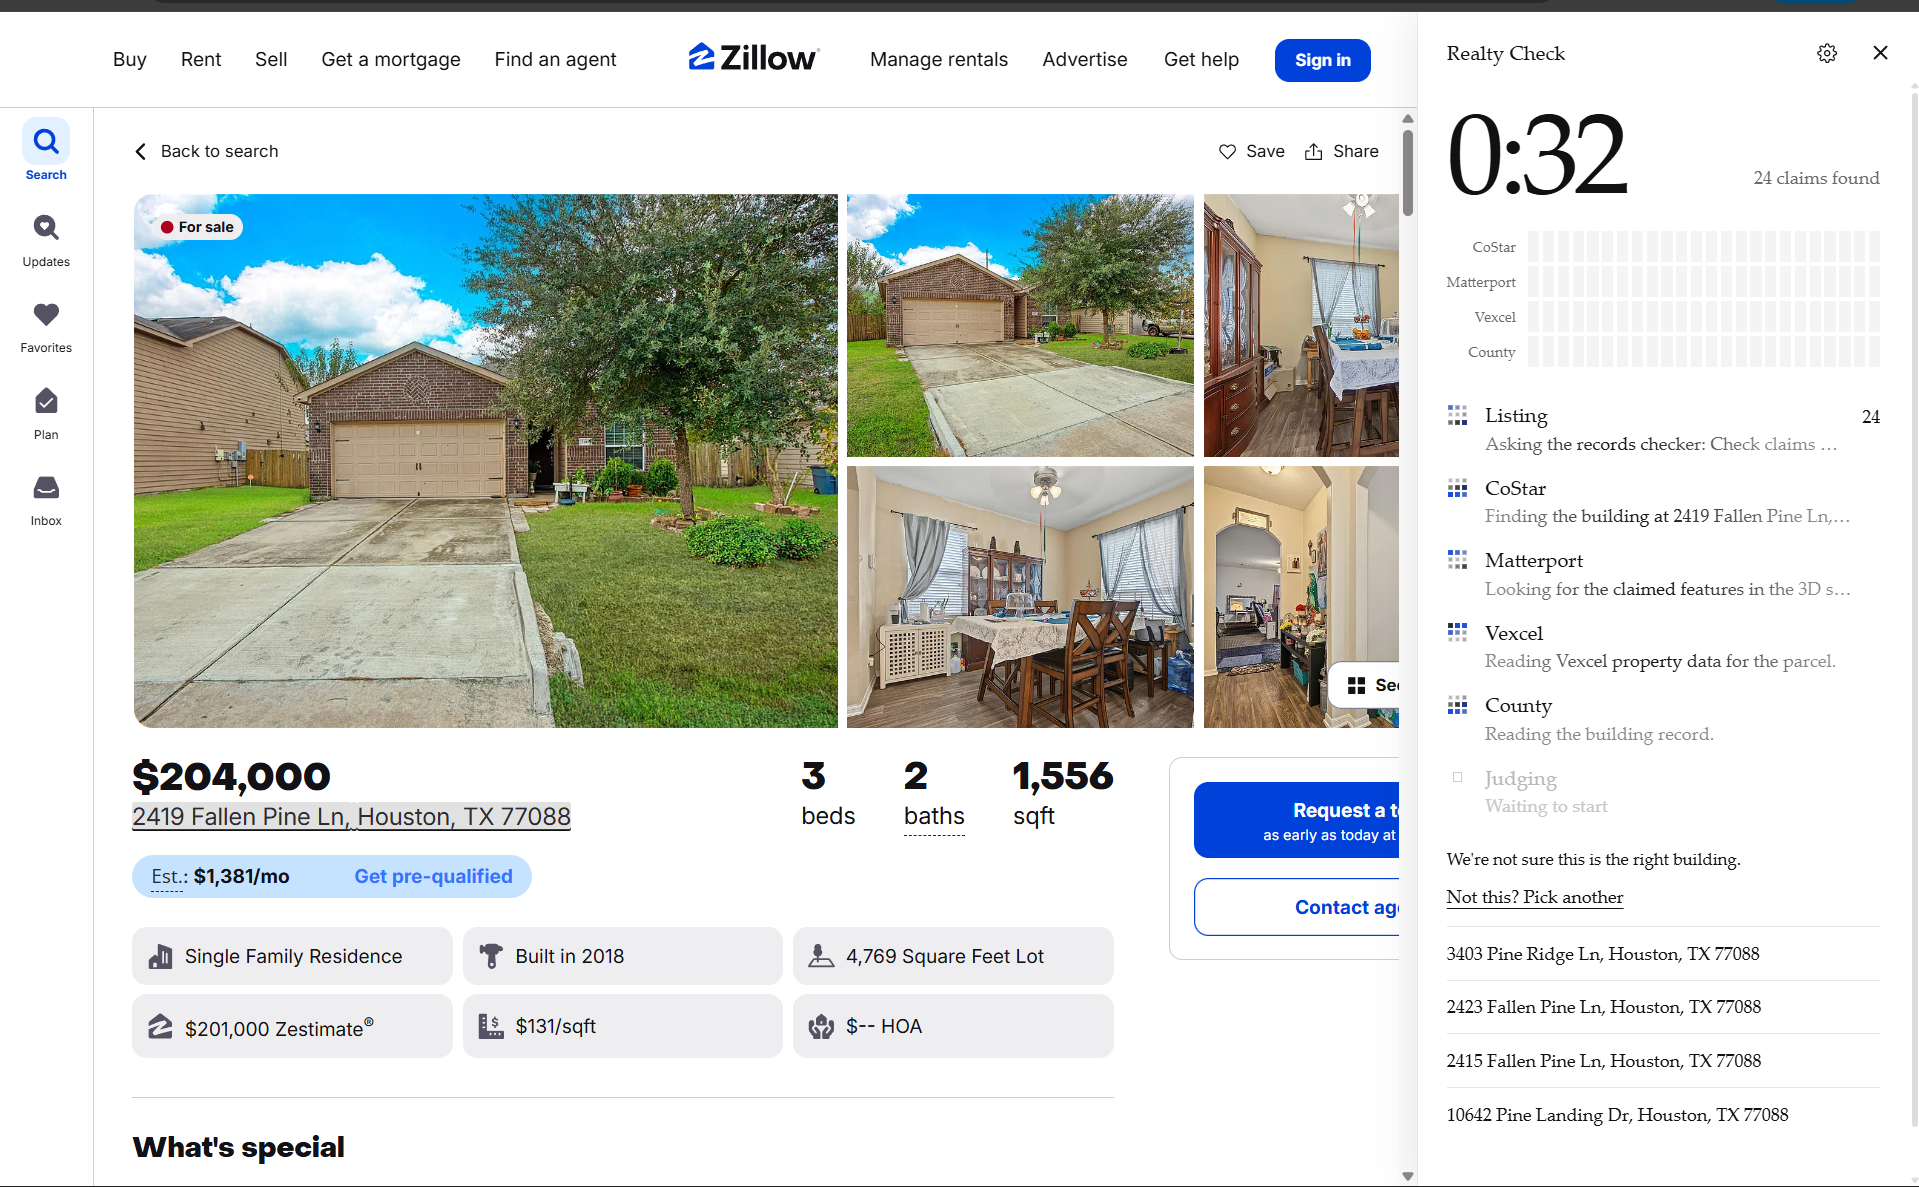 Buy
Rent
Sell
Get a mortgage
Find an agent
Zillow
Manage rentals
Advertise
Get help
Sign in
Search
Updates
Favorites
Plan
Inbox
Back to search
Save
Share
For sale
See
$204,000
2419 Fallen Pine Ln, Houston, TX 77088
3
beds
2
baths
1,556
sqft
Est.: $1,381/mo
Get pre-qualified
Request a t
as early as today at
Contact ag
Single Family Residence
Built in 2018
4,769 Square Feet Lot
$201,000 Zestimate®
$131/sqft
$-- HOA
What's special
Realty Check
0:32
24 claims found
CoStar
Matterport
Vexcel
County
Listing
24
Asking the records checker: Check claims …
CoStar
Finding the building at 2419 Fallen Pine Ln,…
Matterport
Looking for the claimed features in the 3D s…
Vexcel
Reading Vexcel property data for the parcel.
County
Reading the building record.
Judging
Waiting to start
We're not sure this is the right building.
Not this? Pick another
3403 Pine Ridge Ln, Houston, TX 77088
2423 Fallen Pine Ln, Houston, TX 77088
2415 Fallen Pine Ln, Houston, TX 77088
10642 Pine Landing Dr, Houston, TX 77088